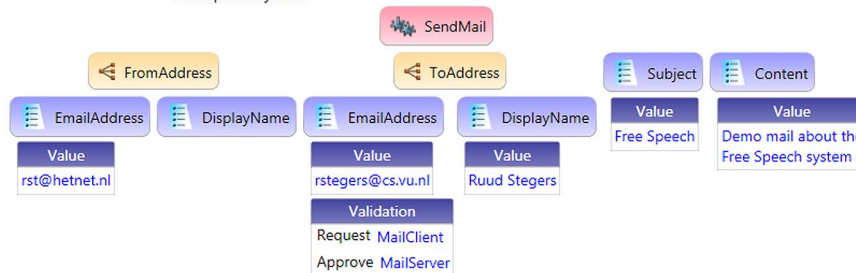 SendMail
FromAddress
ToAddress
Subject
Content
EmailAddress
DisplayName
EmailAddress
DisplayName
Value
Free Speech
Value
Demo mail about the
Free Speech system
Value
rst@hetnet.nl
Value
rstegers@cs.vu.nl
Value
Ruud Stegers
Validation
Request MailClient
Approve MailServer